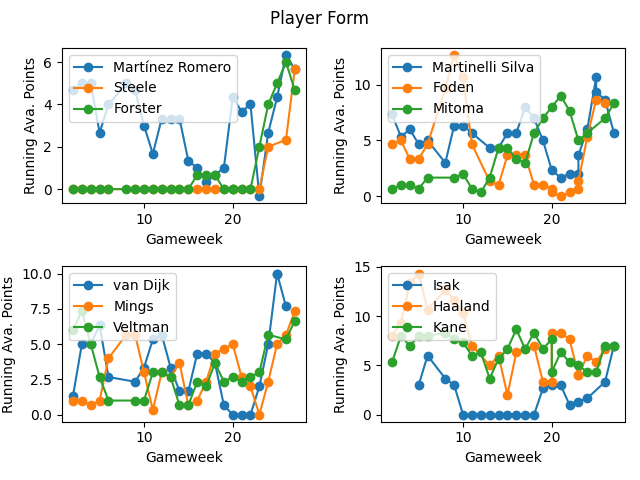 Player Form
Running Ava. Points
6
4
2
0
10
20
Gameweek
Martínez Romero
Steele
Forster
Running Ava. Points
10
5
0
10
20
Gameweek
Martinelli Silva
Foden
Mitoma
Running Ava. Points
10.0
7.5
5.0
2.5
0.0
10
20
Gameweek
van Dijk
Mings
Veltman
Running Ava. Points
15
10
5
0
10
20
Gameweek
Isak
Haaland
Kane